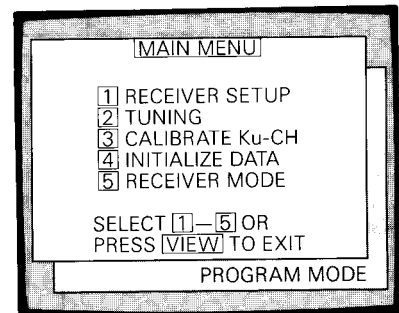 MAIN MENU
1 RECEIVER SETUP
2 TUNING
3 CALIBRATE Ku-CH
4 INITIALIZE DATA
5 RECEIVER MODE
SELECT 1—5 OR
PRESS VIEW TO EXIT
PROGRAM MODE